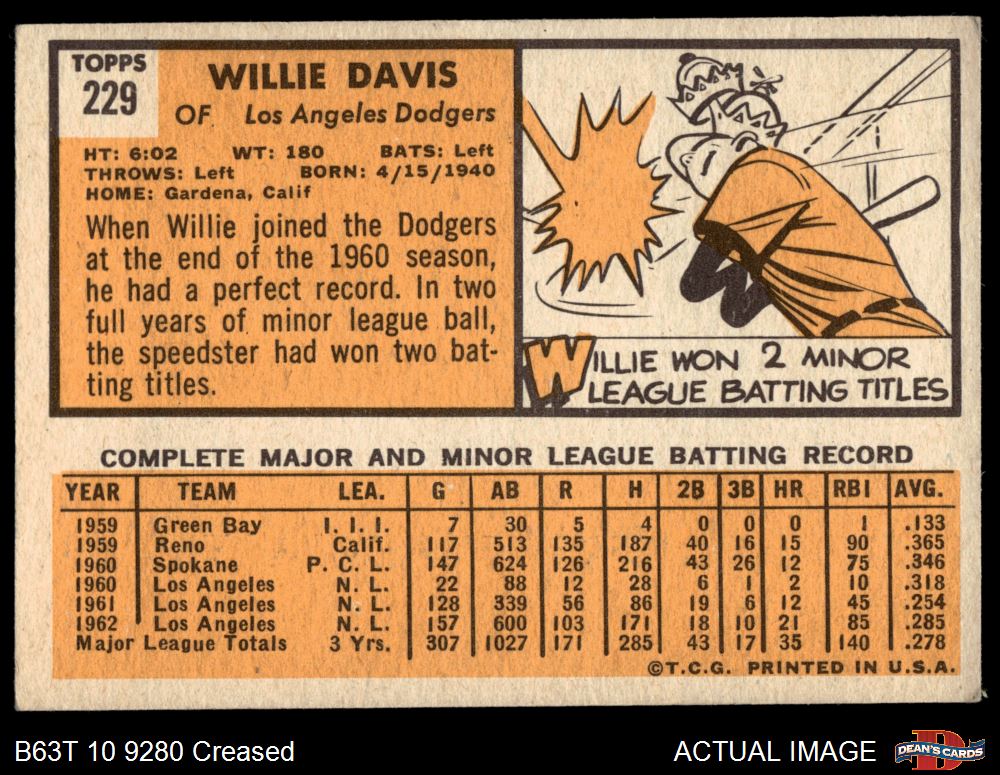 TOPPS
229
WILLIE DAVIS
OF Los Angeles Dodgers
HT: 6:02 WT: 180 BATS: Left
THROWS: Left BORN: 4/15/1940
HOME: Gardena, Calif
When Willie joined the Dodgers
at the end of the 1960 season,
he had a perfect record. In two
full years of minor league ball,
the speedster had won two bat-
ting titles.
WILLIE WON 2 MINOR
LEAGUE BATTING TITLES
COMPLETE MAJOR AND MINOR LEAGUE BATTING RECORD
YEAR TEAM LEA. G AB R H 2B 3B HR RBI AVG.
1959 Green Bay I. I. I. 7 30 5 4 0 0 0 1 .133
1959 Reno Calif. 117 513 135 187 40 16 15 90 .365
1960 Spokane P. C. L. 147 624 126 216 43 26 12 75 .346
1960 Los Angeles N. L. 22 88 12 28 6 1 2 10 .318
1961 Los Angeles N. L. 128 339 56 86 19 6 12 45 .254
1962 Los Angeles N. L. 157 600 103 171 18 10 21 85 .285
Major League Totals 3 Yrs. 307 1027 171 285 43 17 35 140 .278
©T.C.G. PRINTED IN U.S.A.
B63T 10 9280 Creased
ACTUAL IMAGE
DEAN'S CARDS